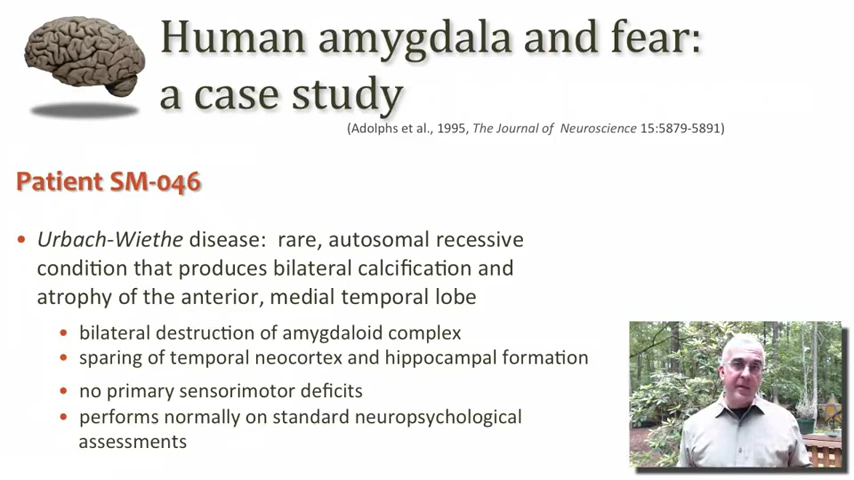 Human amygdala and fear:
a case study
(Adolphs et al., 1995, The Journal of Neuroscience 15:5879-5891)
Patient SM-046
• Urbach-Wiethe disease: rare, autosomal recessive
condition that produces bilateral calcification and
atrophy of the anterior, medial temporal lobe
• bilateral destruction of amygdaloid complex
• sparing of temporal neocortex and hippocampal formation
• no primary sensorimotor deficits
• performs normally on standard neuropsychological
assessments